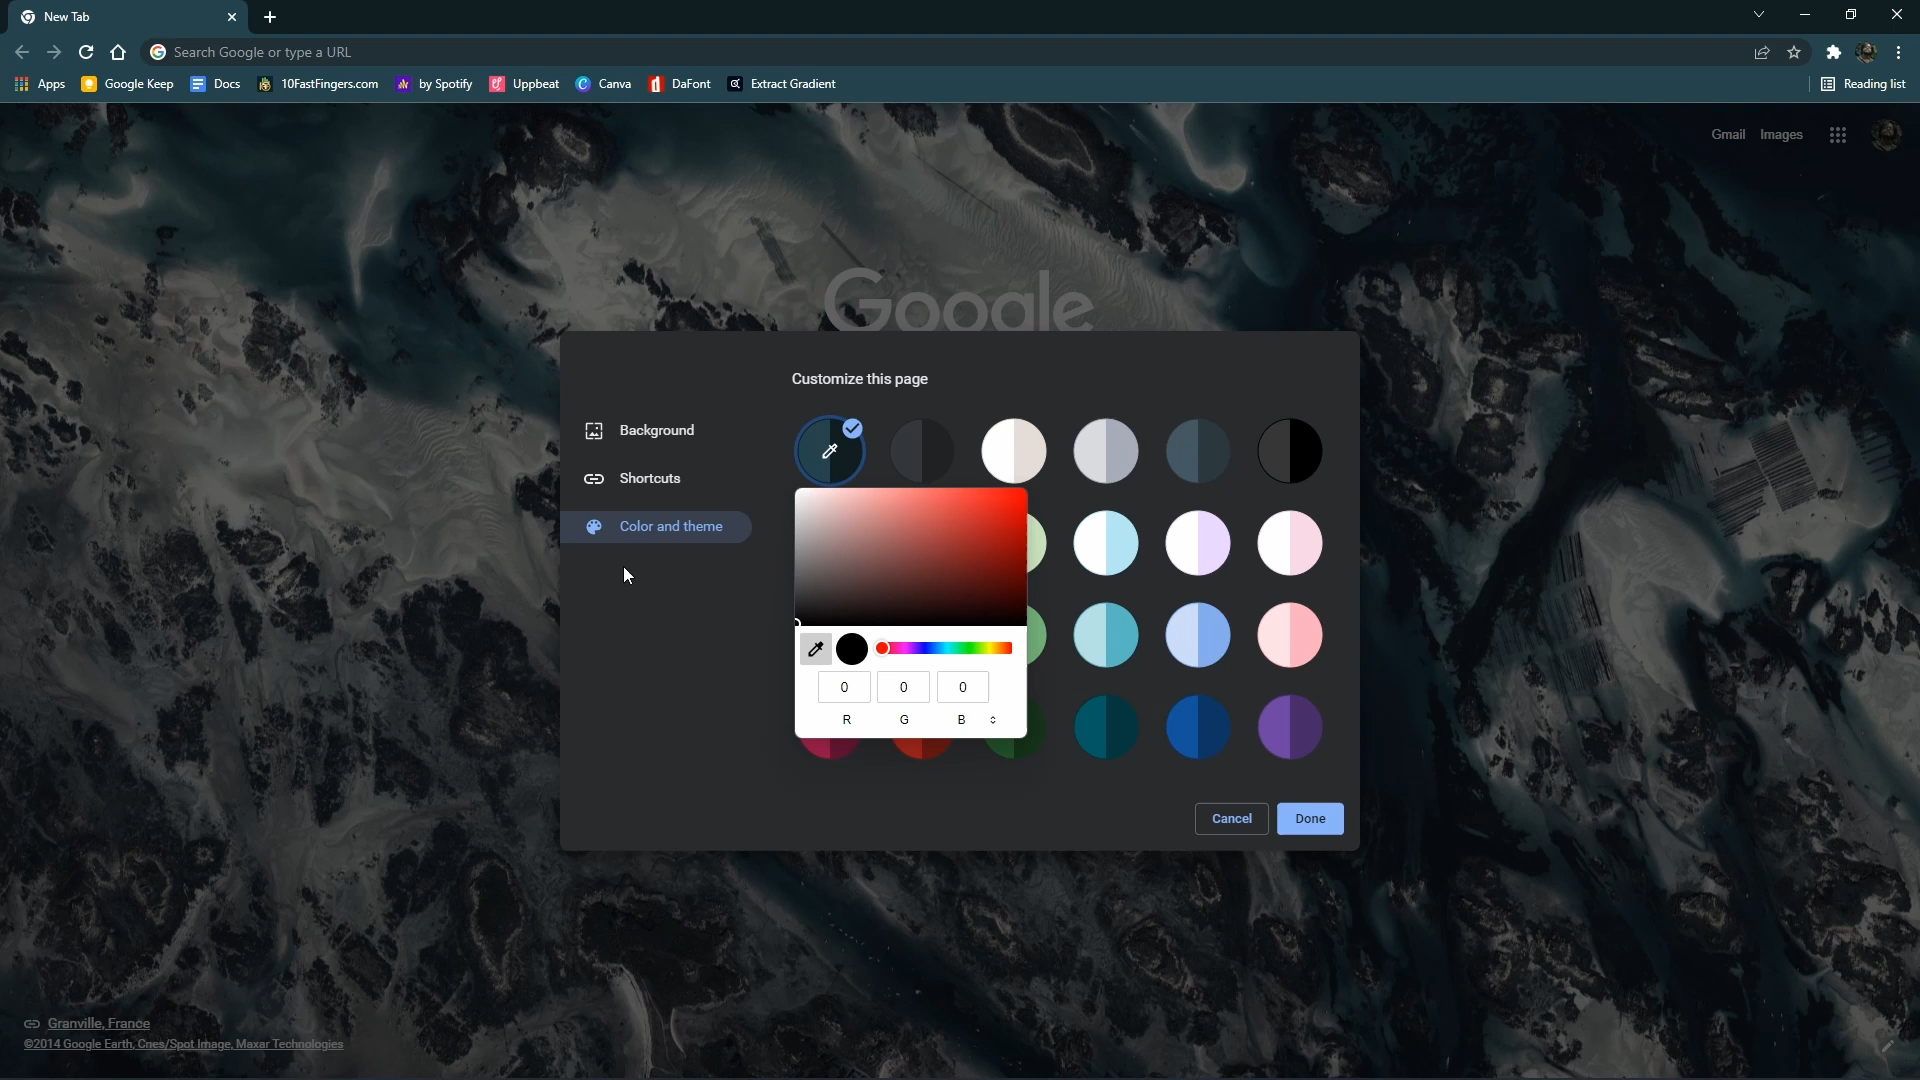 New Tab
Search Google or type a URL
Apps Google Keep Docs 10FastFingers.com by Spotify Uppbeat Canva DaFont Extract Gradient Reading list
Gmail Images
Google
Customize this page
Background
Shortcuts
Color and theme
0 0 0
R G B
Cancel Done
Granville, France
©2014 Google Earth, Cnes/Spot Image, Maxar Technologies